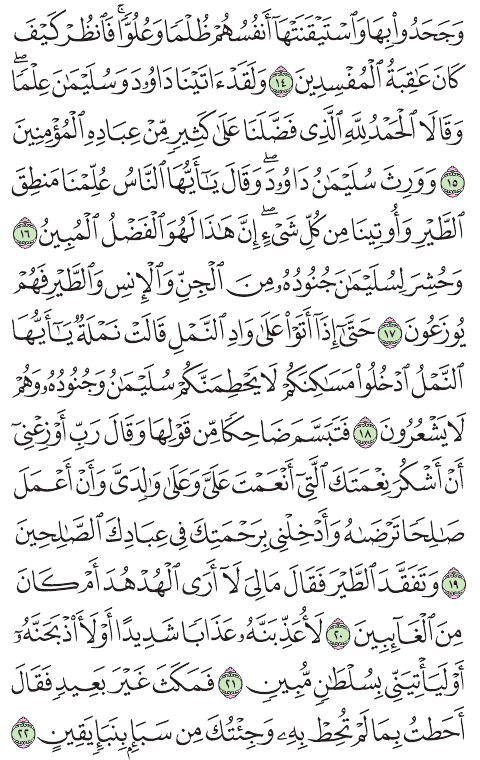 وَجَحَدُوا۟ بِهَا وَٱسْتَيْقَنَتْهَآ أَنفُسُهُمْ ظُلْمًا وَعُلُوًّا ۚ فَٱنظُرْ كَيْفَ
كَانَ عَٰقِبَةُ ٱلْمُفْسِدِينَ ١٤ وَلَقَدْ ءَاتَيْنَا دَاوُۥدَ وَسُلَيْمَٰنَ عِلْمًا ۖ
وَقَالَا ٱلْحَمْدُ لِلَّهِ ٱلَّذِى فَضَّلَنَا عَلَىٰ كَثِيرٍ مِّنْ عِبَادِهِ ٱلْمُؤْمِنِينَ
١٥ وَوَرِثَ سُلَيْمَٰنُ دَاوُۥدَ ۖ وَقَالَ يَٰٓأَيُّهَا ٱلنَّاسُ عُلِّمْنَا مَنطِقَ
ٱلطَّيْرِ وَأُوتِينَا مِن كُلِّ شَىْءٍ ۖ إِنَّ هَٰذَا لَهُوَ ٱلْفَضْلُ ٱلْمُبِينُ ١٦
وَحُشِرَ لِسُلَيْمَٰنَ جُنُودُهُۥ مِنَ ٱلْجِنِّ وَٱلْإِنسِ وَٱلطَّيْرِ فَهُمْ
يُوزَعُونَ ١٧ حَتَّىٰٓ إِذَآ أَتَوْا۟ عَلَىٰ وَادِ ٱلنَّمْلِ قَالَتْ نَمْلَةٌ يَٰٓأَيُّهَا
ٱلنَّمْلُ ٱدْخُلُوا۟ مَسَٰكِنَكُمْ لَا يَحْطِمَنَّكُمْ سُلَيْمَٰنُ وَجُنُودُهُۥ وَهُمْ
لَا يَشْعُرُونَ ١٨ فَتَبَسَّمَ ضَاحِكًا مِّن قَوْلِهَا وَقَالَ رَبِّ أَوْزِعْنِىٓ
أَنْ أَشْكُرَ نِعْمَتَكَ ٱلَّتِىٓ أَنْعَمْتَ عَلَىَّ وَعَلَىٰ وَٰلِدَىَّ وَأَنْ أَعْمَلَ
صَٰلِحًا تَرْضَىٰهُ وَأَدْخِلْنِى بِرَحْمَتِكَ فِى عِبَادِكَ ٱلصَّٰلِحِينَ
١٩ وَتَفَقَّدَ ٱلطَّيْرَ فَقَالَ مَالِىَ لَآ أَرَى ٱلْهُدْهُدَ أَمْ كَانَ
مِنَ ٱلْغَآئِبِينَ ٢٠ لَأُعَذِّبَنَّهُۥ عَذَابًا شَدِيدًا أَوْ لَأَا۟ذْبَحَنَّهُۥٓ
أَوْ لَيَأْتِيَنِّى بِسُلْطَٰنٍ مُّبِينٍ ٢١ فَمَكَثَ غَيْرَ بَعِيدٍ فَقَالَ
أَحَطتُ بِمَا لَمْ تُحِطْ بِهِۦ وَجِئْتُكَ مِن سَبَإٍۭ بِنَبَإٍ يَقِينٍ ٢٢